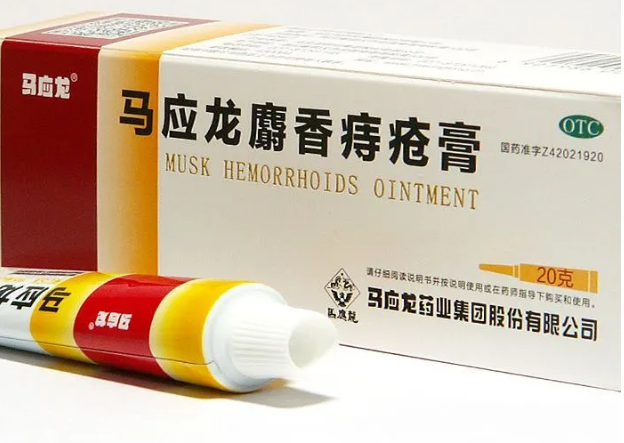 马应龙®
马应龙麝香痔疮膏
MUSK HEMORRHOIDS OINTMENT
OTC
国药准字Z42021920
20克
请仔细阅读说明书并按说明使用或在药师指导下购买和使用。
马应龙药业集团股份有限公司
馬應龍
马应龙
马应龙